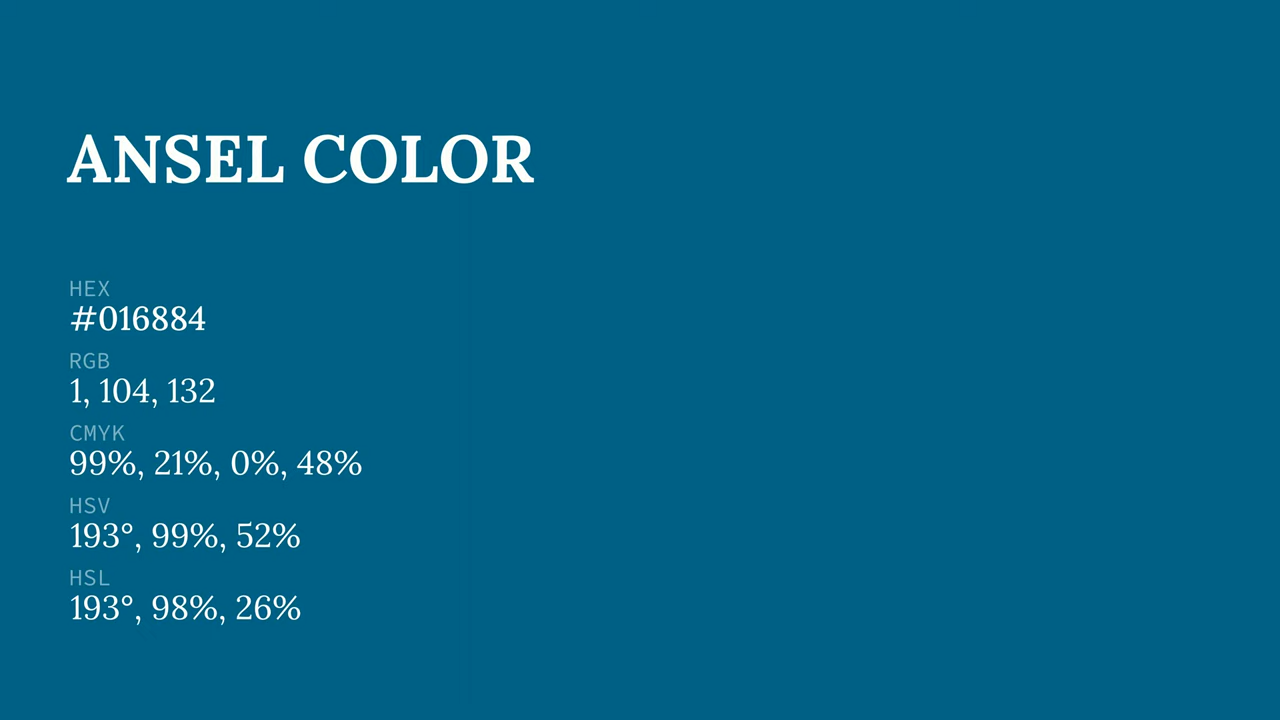 ANSEL COLOR
HEX
#016884
RGB
1, 104, 132
CMYK
99%, 21%, 0%, 48%
HSV
193°, 99%, 52%
HSL
193°, 98%, 26%